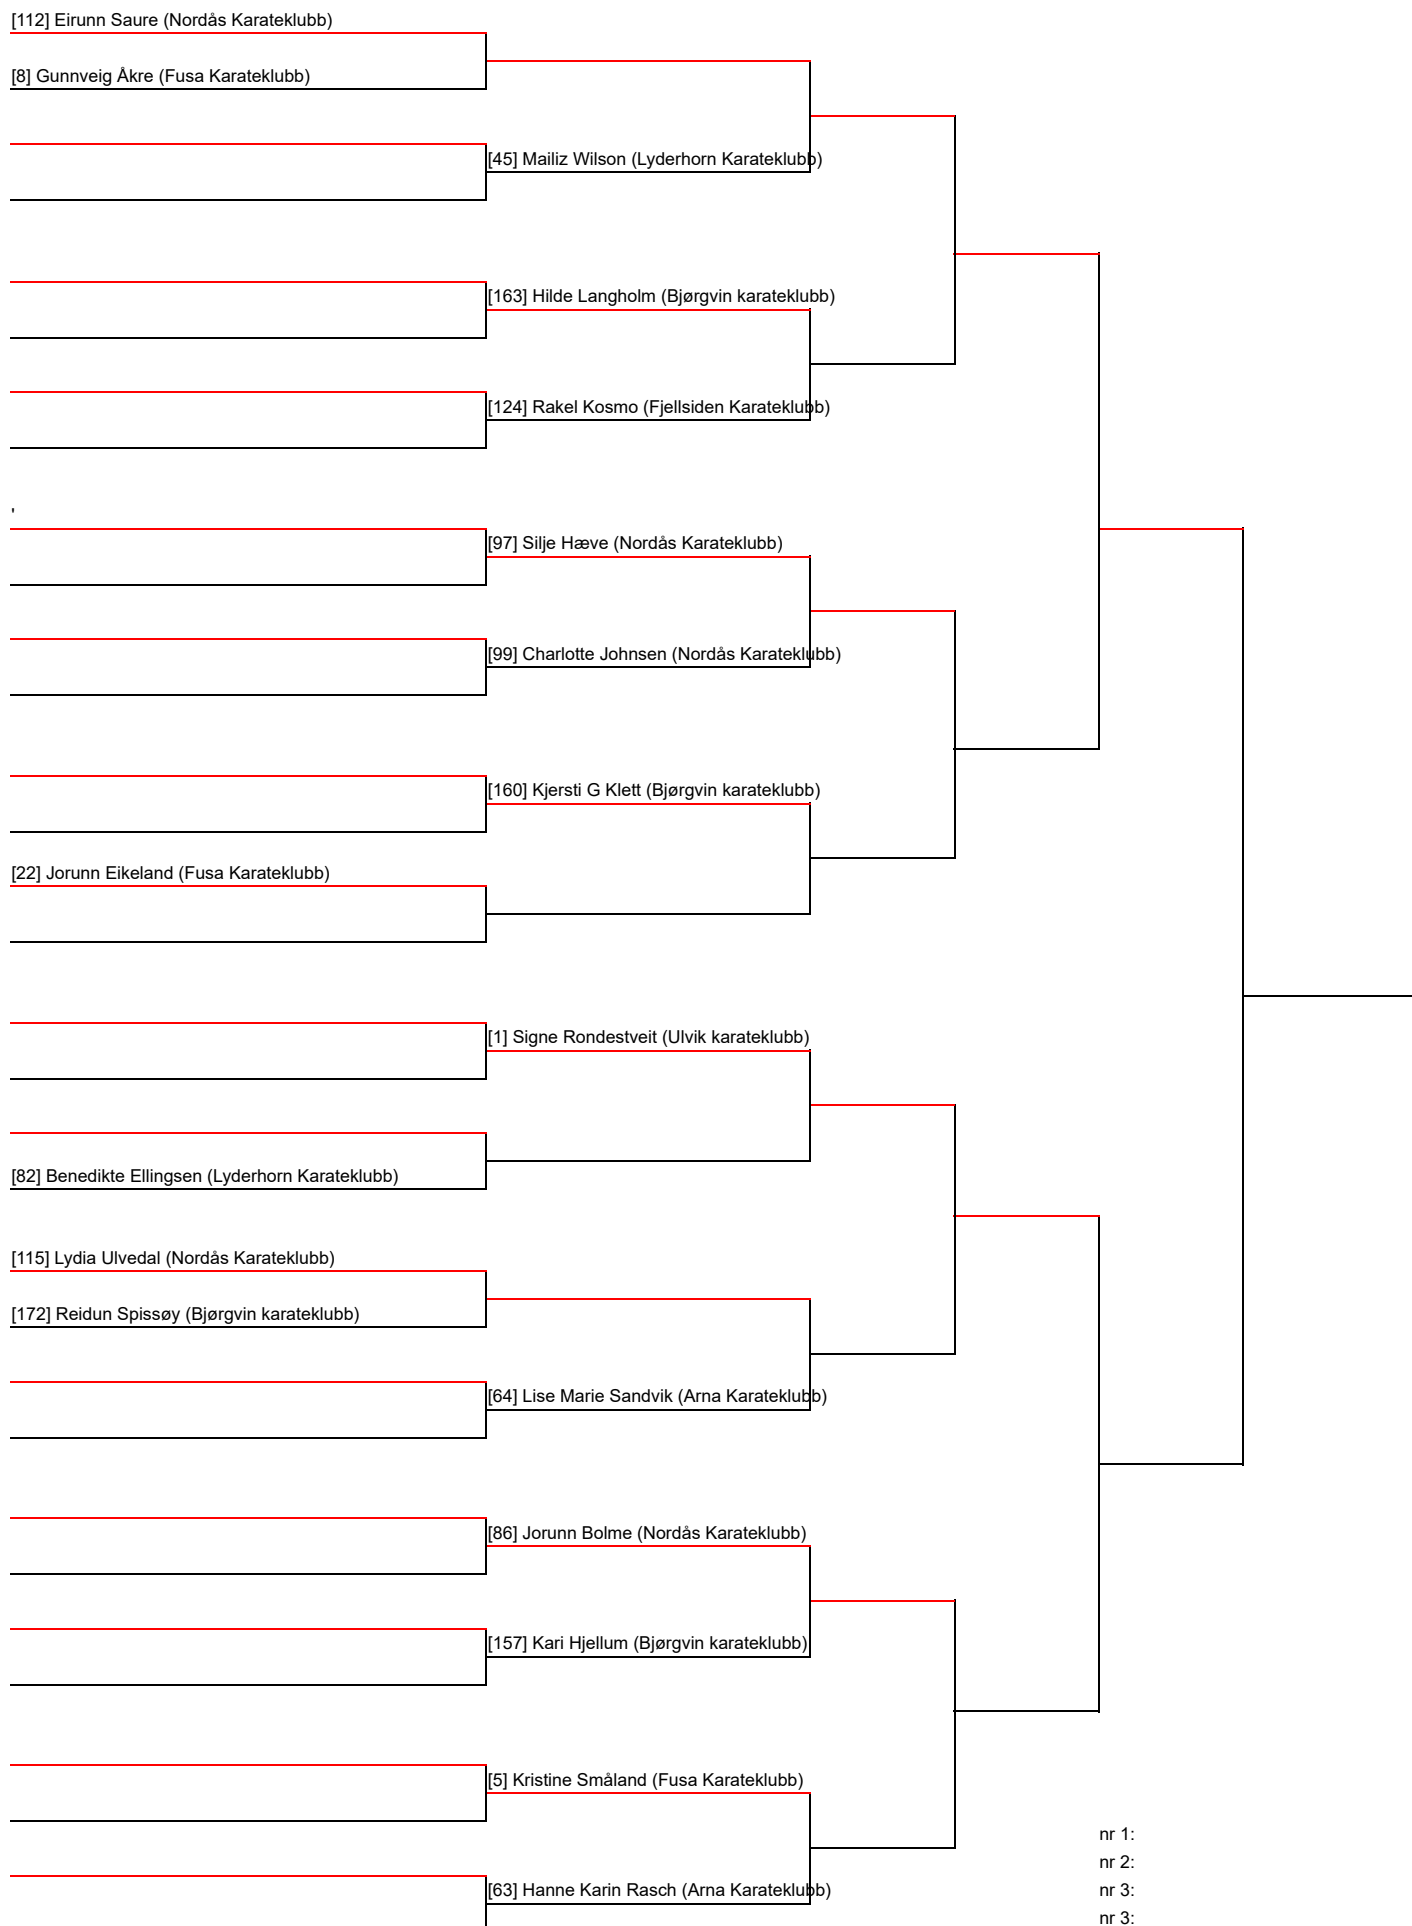 [112] Eirunn Saure (Nordås Karateklubb)
[8] Gunnveig Åkre (Fusa Karateklubb)
[45] Mailiz Wilson (Lyderhorn Karateklubb)
[163] Hilde Langholm (Bjørgvin karateklubb)
[124] Rakel Kosmo (Fjellsiden Karateklubb)
'
[97] Silje Hæve (Nordås Karateklubb)
[99] Charlotte Johnsen (Nordås Karateklubb)
[160] Kjersti G Klett (Bjørgvin karateklubb)
[22] Jorunn Eikeland (Fusa Karateklubb)
[1] Signe Rondestveit (Ulvik karateklubb)
[82] Benedikte Ellingsen (Lyderhorn Karateklubb)
[115] Lydia Ulvedal (Nordås Karateklubb)
[172] Reidun Spissøy (Bjørgvin karateklubb)
[64] Lise Marie Sandvik (Arna Karateklubb)
[86] Jorunn Bolme (Nordås Karateklubb)
[157] Kari Hjellum (Bjørgvin karateklubb)
[5] Kristine Småland (Fusa Karateklubb)
[63] Hanne Karin Rasch (Arna Karateklubb)
nr 1:
nr 2:
nr 3:
nr 3: